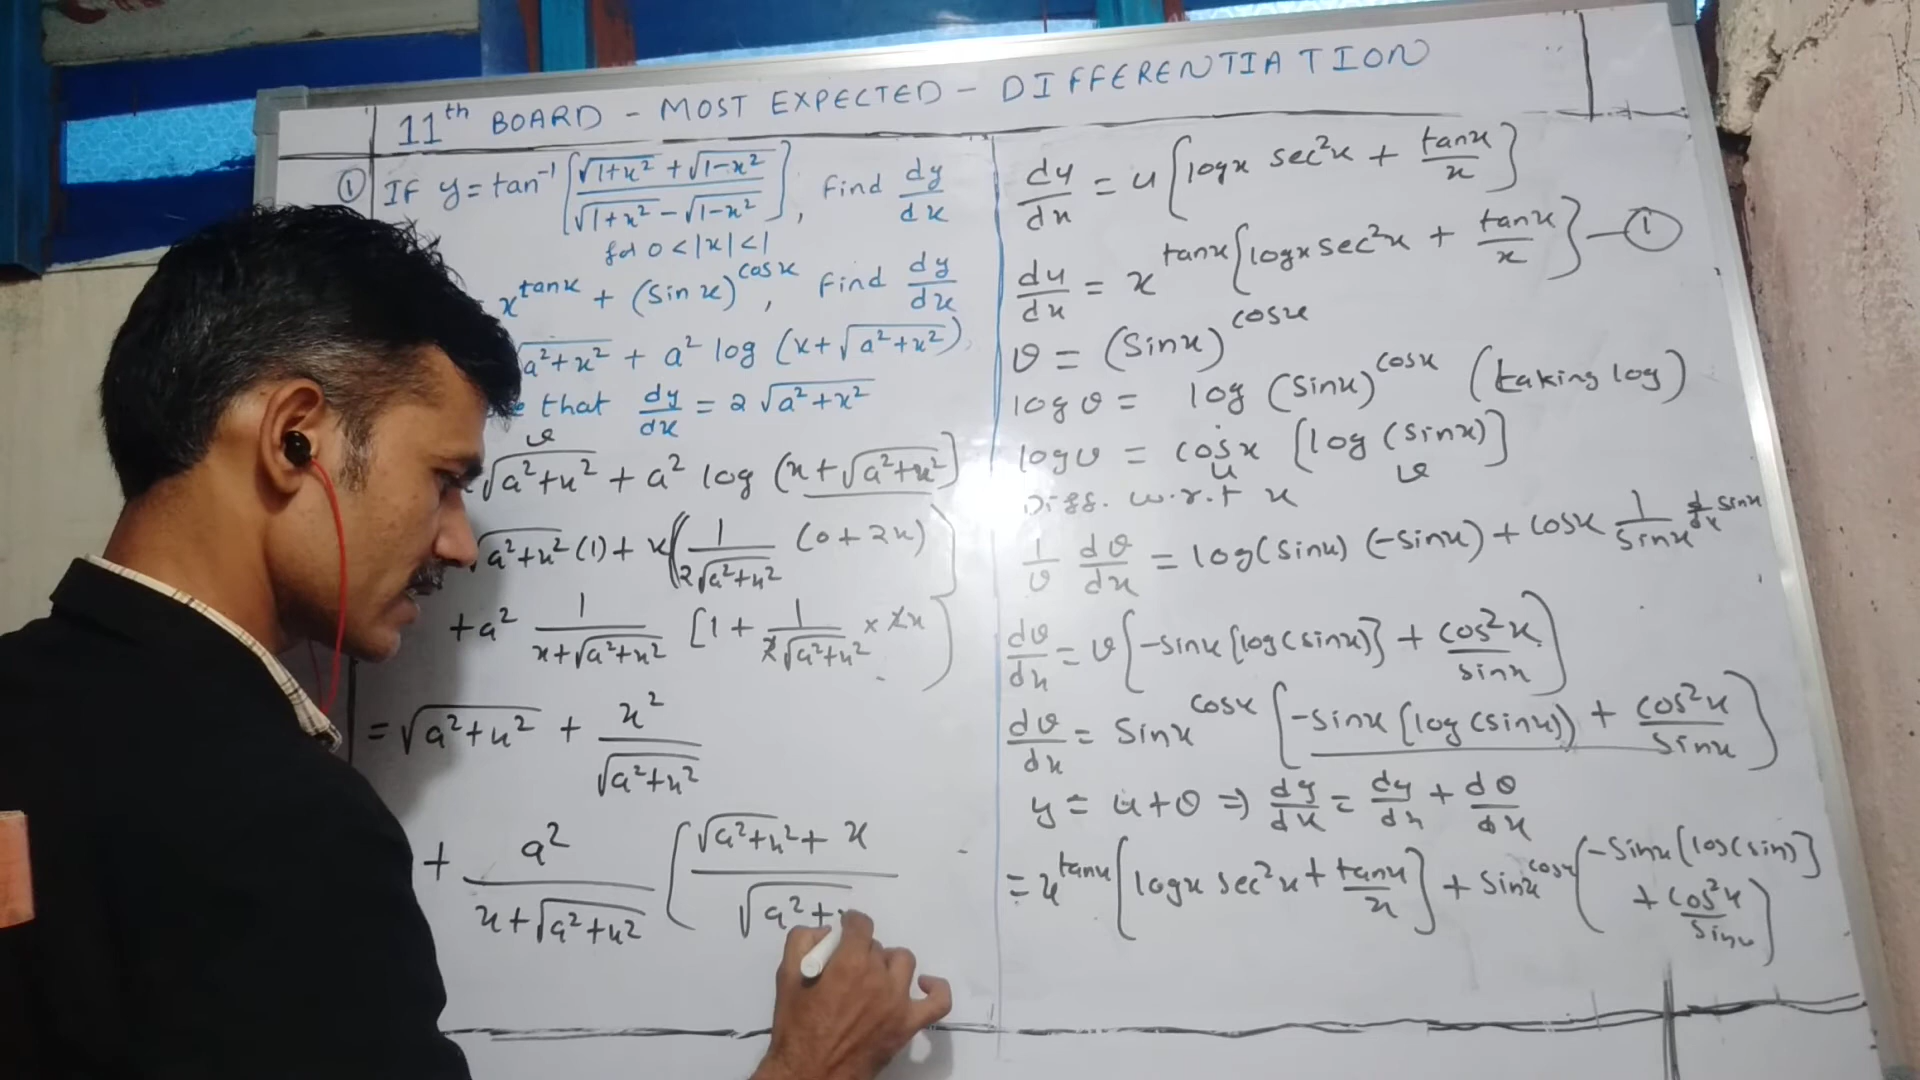 11th BOARD - MOST EXPECTED - DIFFERENTIATION
① IF y = tan⁻¹ [(√1+x² + √1-x²) / (√1+x² - √1-x²)], Find dy/dx
for 0 < |x| < 1
x^tanx + (Sin x)^cosx, Find dy/dx
√a²+x² + a² log (x+√a²+x²),
that dy/dx = 2 √a²+x²
√a²+x² + a² log (x+√a²+x²)
√a²+x² (1) + x( 1/(2√a²+x²) (0+2x)
+ a² 1/(x+√a²+x²) [1 + 1/(2√a²+x²) × 2x
= √a²+x² + x²/√a²+x²
+ a²/(x+√a²+x²) [(√a²+x² + x) / √a²+
du/dx = u [logx sec²x + tanx/x]
du/dx = x^tanx {logx sec²x + tanx/x} — ①
v = (Sinx)^cosx
log v = log (Sinx)^cosx (taking log)
log v = cosx [log (Sinx)]
u v
Diff. w.r.t x
1/v dv/dx = log(sinx) (-sinx) + cosx 1/Sinx d/dx sinx
dv/dx = v [-sinx {log(sinx)} + cos²x/sinx]
dv/dx = Sinx^cosx [-sinx (log(sinx)) + cos²x/Sinx]
y = u+v ⇒ dy/dx = du/dx + dv/dx
= x^tanx [logx sec²x + tanx/x] + Sinx^cosx [-Sinx [log(sin)]
+ cos²x/Sinx]